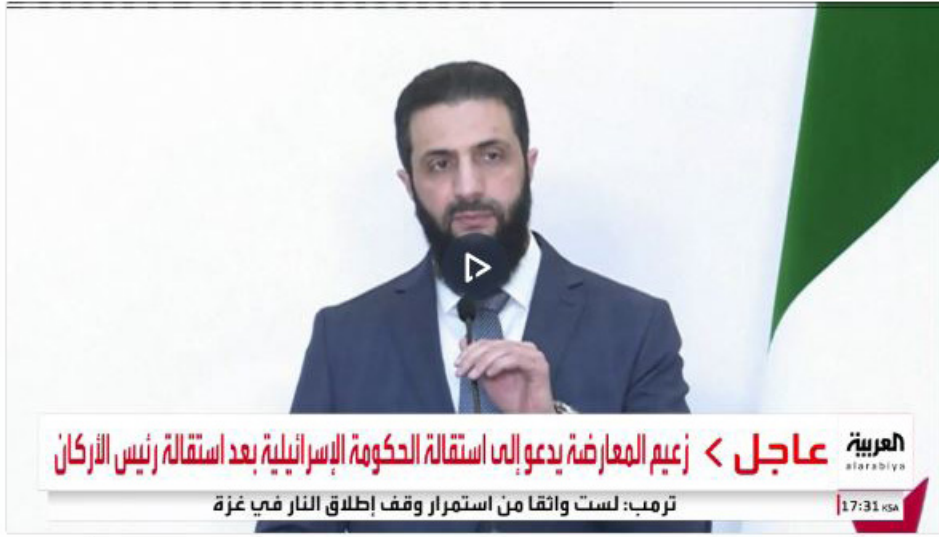 عاجل > زعيم المعارضة يدعو إلى استقالة الحكومة الإسرائيلية بعد استقالة رئيس الأركان
العربية
alarabiya
ترمب: لست واثقا من استمرار وقف إطلاق النار في غزة
17:31 KSA